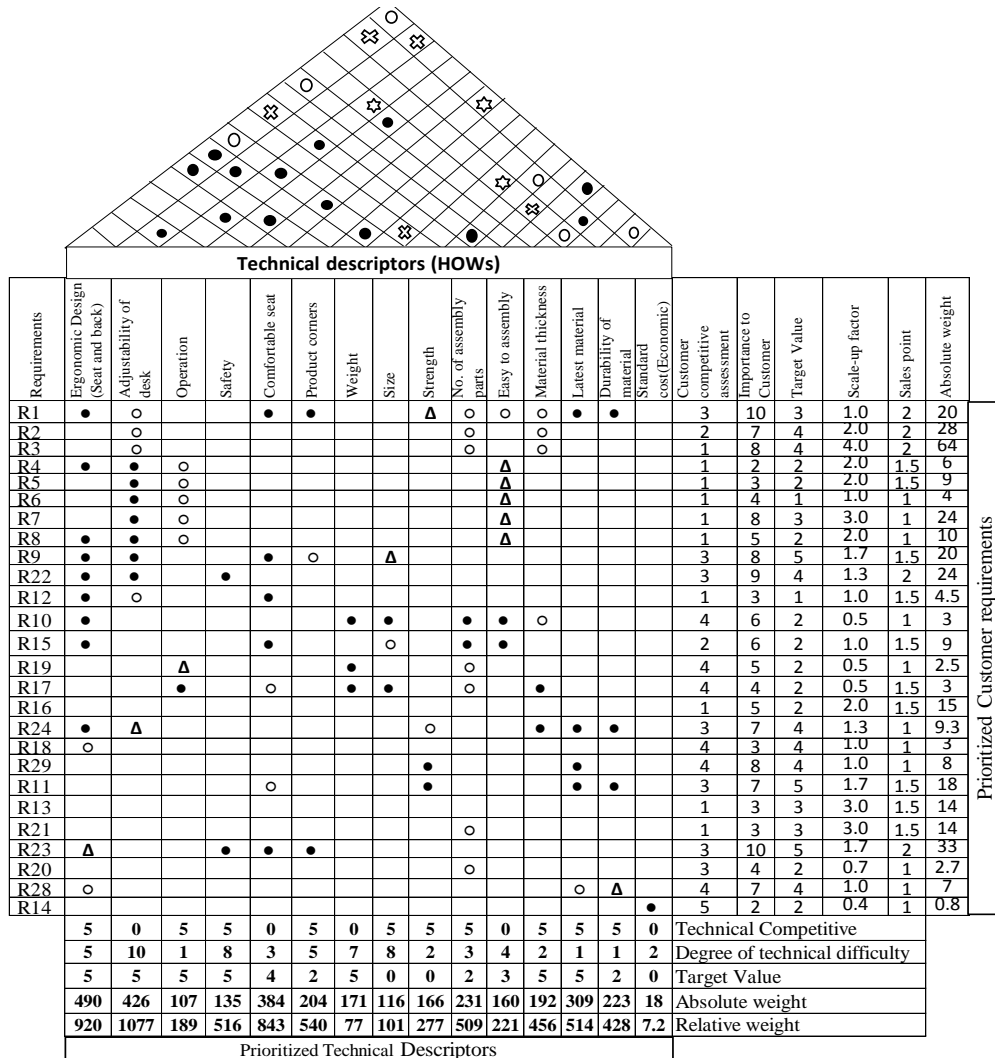 Technical descriptors (HOWs)
Requirements
Ergonomic Design (Seat and back)
Adjustability of desk
Operation
Safety
Comfortable seat
Product corners
Weight
Size
Strength
No. of assembly parts
Easy to assembly
Material thickness
Latest material
Durability of material
Standard cost(Economic)
Customer competitive assessment
Importance to Customer
Target Value
Scale-up factor
Sales point
Absolute weight
R1 ● ○ ● ● Δ ○ ○ ○ ● ● 3 10 3 1.0 2 20
R2 ○ ○ ○ 2 7 4 2.0 2 28
R3 ○ ○ ○ 1 8 4 4.0 2 64
R4 ● ● ○ Δ 1 2 2 2.0 1.5 6
R5 ● ○ Δ 1 3 2 2.0 1.5 9
R6 ● ○ Δ 1 4 1 1.0 1 4
R7 ● ○ Δ 1 8 3 3.0 1 24
R8 ● ● ○ Δ 1 5 2 2.0 1 10
R9 ● ● ● ○ Δ 3 8 5 1.7 1.5 20
R22 ● ● ● 3 9 4 1.3 2 24
R12 ● ○ ● 1 3 1 1.0 1.5 4.5
R10 ● ● ● ● ● ○ 4 6 2 0.5 1 3
R15 ● ● ○ ● ● 2 6 2 1.0 1.5 9
R19 Δ ● ○ 4 5 2 0.5 1 2.5
R17 ● ○ ● ● ○ ● 4 4 2 0.5 1.5 3
R16 1 5 2 2.0 1.5 15
R24 ● Δ ○ ● ● ● 3 7 4 1.3 1 9.3
R18 ○ 4 3 4 1.0 1 3
R29 ● ● 4 8 4 1.0 1 8
R11 ○ ● ● ● 3 7 5 1.7 1.5 18
R13 1 3 3 3.0 1.5 14
R21 ○ 1 3 3 3.0 1.5 14
R23 Δ ● ● ● 3 10 5 1.7 2 33
R20 ○ 3 4 2 0.7 1 2.7
R28 ○ ○ Δ 4 7 4 1.0 1 7
R14 ● 5 2 2 0.4 1 0.8
Prioritized Customer requirements
5 0 5 5 0 5 0 5 5 5 0 5 5 5 0 Technical Competitive
5 10 1 8 3 5 7 8 2 3 4 2 1 1 2 Degree of technical difficulty
5 5 5 5 4 2 5 0 0 2 3 5 5 2 0 Target Value
490 426 107 135 384 204 171 116 166 231 160 192 309 223 18 Absolute weight
920 1077 189 516 843 540 77 101 277 509 221 456 514 428 7.2 Relative weight
Prioritized Technical Descriptors